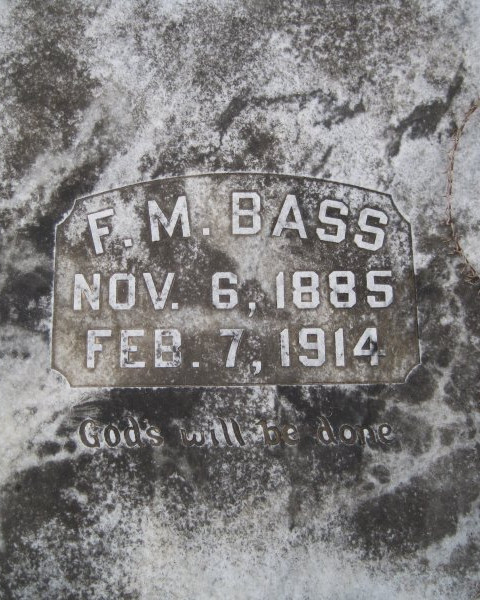 F. M. BASS
NOV. 6, 1885
FEB. 7, 1914
God's will be done